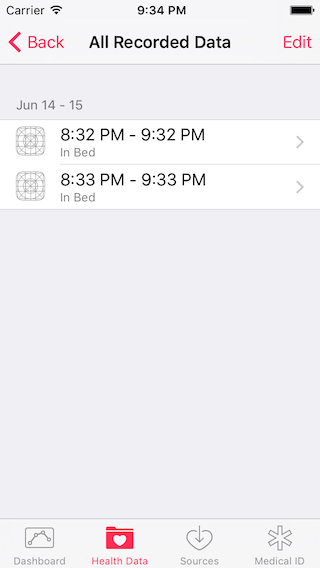 Carrier 9:34 PM
Back All Recorded Data Edit
Jun 14 - 15
8:32 PM - 9:32 PM
In Bed
8:33 PM - 9:33 PM
In Bed
Dashboard Health Data Sources Medical ID